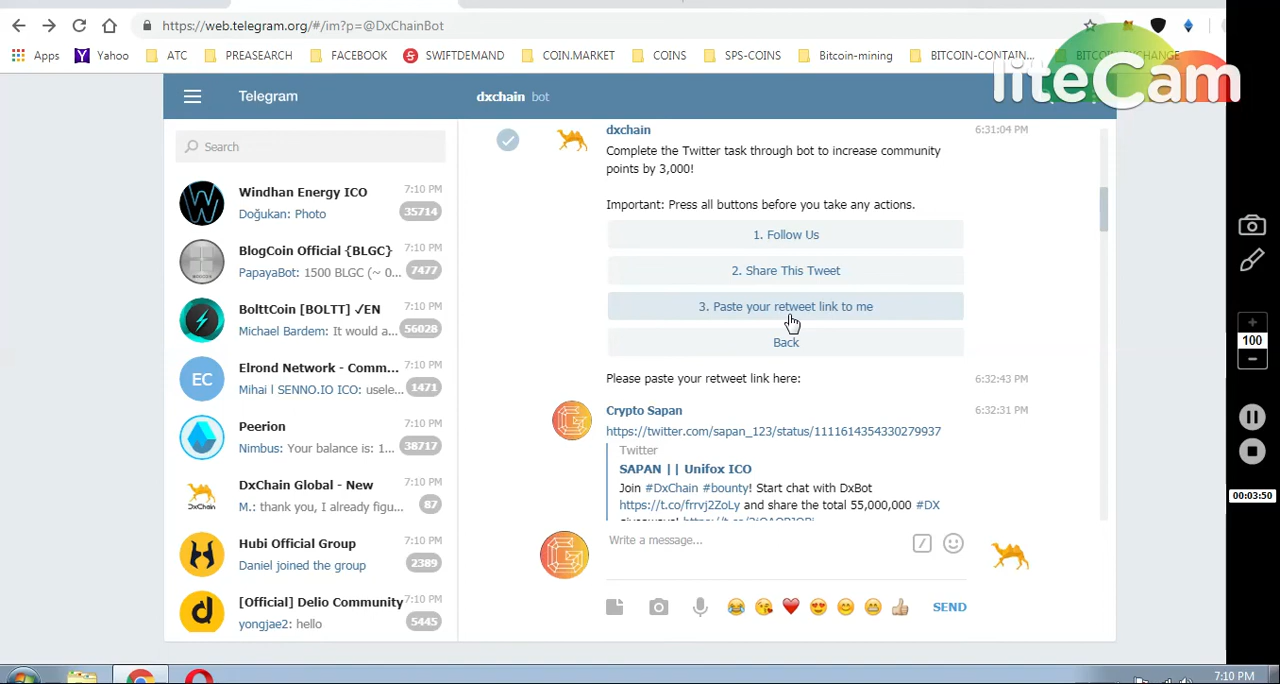 https://web.telegram.org/#/im?p=@DxChainBot
Apps
Yahoo
ATC
PREASEARCH
FACEBOOK
SWIFTDEMAND
COIN.MARKET
COINS
SPS-COINS
Bitcoin-mining
BITCOIN-CONTAIN...
BITCOIN-EXCHANGE
liteCam
Telegram
dxchain bot
Search
Windhan Energy ICO 7:10 PM
Doğukan: Photo 35714
BlogCoin Official {BLGC} 7:10 PM
PapayaBot: 1500 BLGC (~ 0... 7477
BolttCoin [BOLTT] ✓EN 7:10 PM
Michael Bardem: It would a... 56028
EC
Elrond Network - Comm... 7:10 PM
Mihai l SENNO.IO ICO: usele... 1471
Peerion 7:10 PM
Nimbus: Your balance is: 1... 38717
DxChain
DxChain Global - New 7:10 PM
M.: thank you, I already figu... 87
Hubi Official Group 7:10 PM
Daniel joined the group 2389
[Official] Delio Community 7:10 PM
yongjae2: hello 5445
dxchain 6:31:04 PM
Complete the Twitter task through bot to increase community
points by 3,000!
Important: Press all buttons before you take any actions.
1. Follow Us
2. Share This Tweet
3. Paste your retweet link to me
Back
Please paste your retweet link here: 6:32:43 PM
Crypto Sapan 6:32:31 PM
https://twitter.com/sapan_123/status/1111614354330279937
Twitter
SAPAN || Unifox ICO
Join #DxChain #bounty! Start chat with DxBot
https://t.co/frrvj2ZoLy and share the total 55,000,000 #DX
Write a message...
SEND
100
00:03:50
7:10 PM